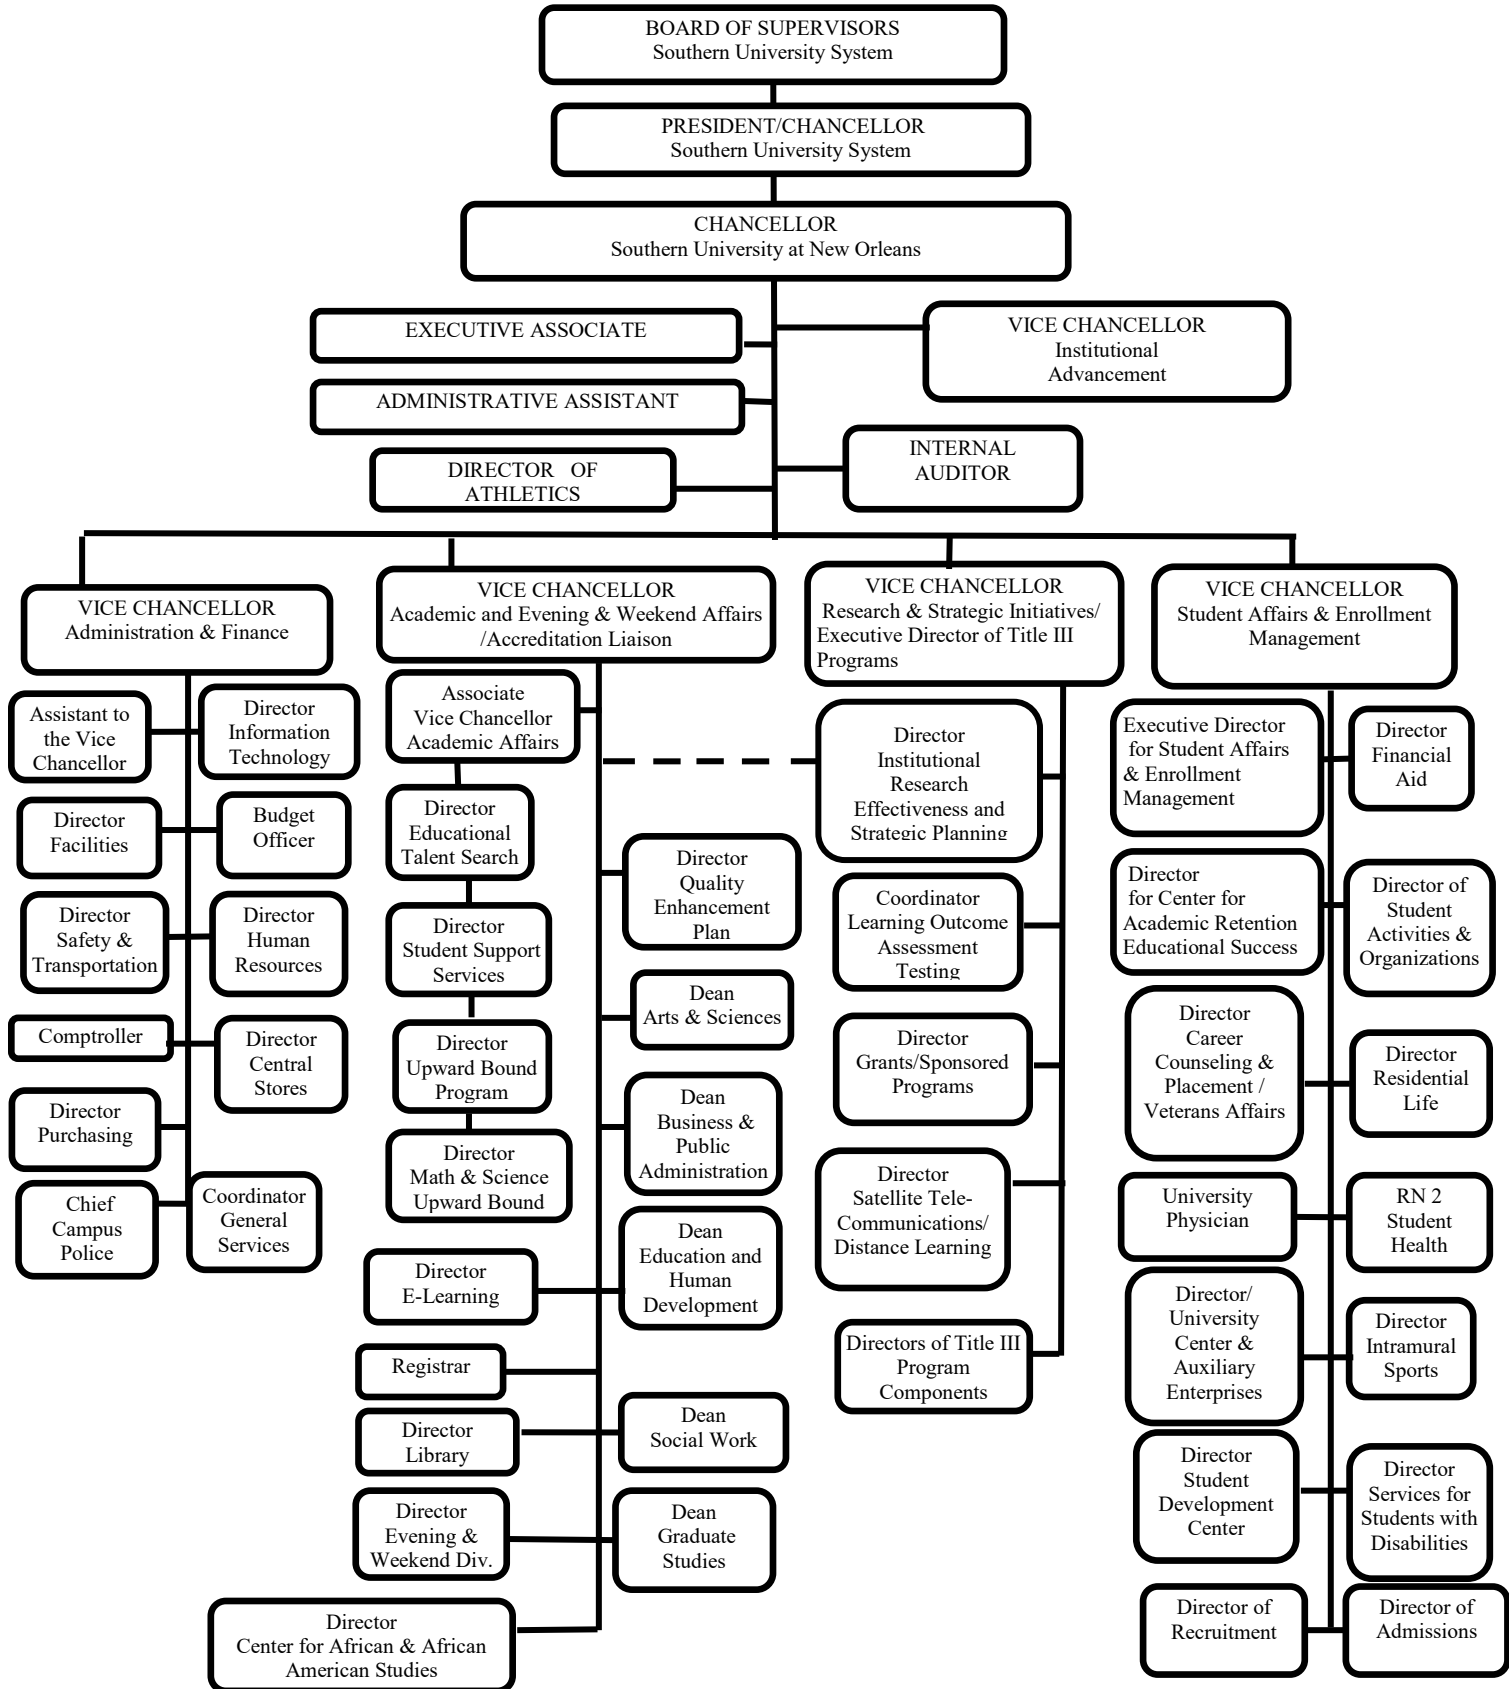 BOARD OF SUPERVISORS
Southern University System
PRESIDENT/CHANCELLOR
Southern University System
CHANCELLOR
Southern University at New Orleans
EXECUTIVE ASSOCIATE
VICE CHANCELLOR
Institutional
Advancement
ADMINISTRATIVE ASSISTANT
DIRECTOR OF
ATHLETICS
INTERNAL
AUDITOR
VICE CHANCELLOR
Administration & Finance
Assistant to
the Vice
Chancellor
Director
Information
Technology
Director
Facilities
Budget
Officer
Director
Safety &
Transportation
Director
Human
Resources
Comptroller
Director
Central
Stores
Director
Purchasing
Chief
Campus
Police
Coordinator
General
Services
VICE CHANCELLOR
Academic and Evening & Weekend Affairs
/Accreditation Liaison
Associate
Vice Chancellor
Academic Affairs
Director
Educational
Talent Search
Director
Student Support
Services
Director
Upward Bound
Program
Director
Math & Science
Upward Bound
Director
Quality
Enhancement
Plan
Dean
Arts & Sciences
Dean
Business &
Public
Administration
Director
E-Learning
Dean
Education and
Human
Development
Registrar
Director
Library
Dean
Social Work
Director
Evening &
Weekend Div.
Dean
Graduate
Studies
Director
Center for African & African
American Studies
VICE CHANCELLOR
Research & Strategic Initiatives/
Executive Director of Title III
Programs
Director
Institutional
Research
Effectiveness and
Strategic Planning
Coordinator
Learning Outcome
Assessment
Testing
Director
Grants/Sponsored
Programs
Director
Satellite Tele-
Communications/
Distance Learning
Directors of Title III
Program
Components
VICE CHANCELLOR
Student Affairs & Enrollment
Management
Executive Director
for Student Affairs
& Enrollment
Management
Director
Financial
Aid
Director
for Center for
Academic Retention
Educational Success
Director of
Student
Activities &
Organizations
Director
Career
Counseling &
Placement /
Veterans Affairs
Director
Residential
Life
University
Physician
RN 2
Student
Health
Director/
University
Center &
Auxiliary
Enterprises
Director
Intramural
Sports
Director
Student
Development
Center
Director
Services for
Students with
Disabilities
Director of
Recruitment
Director of
Admissions